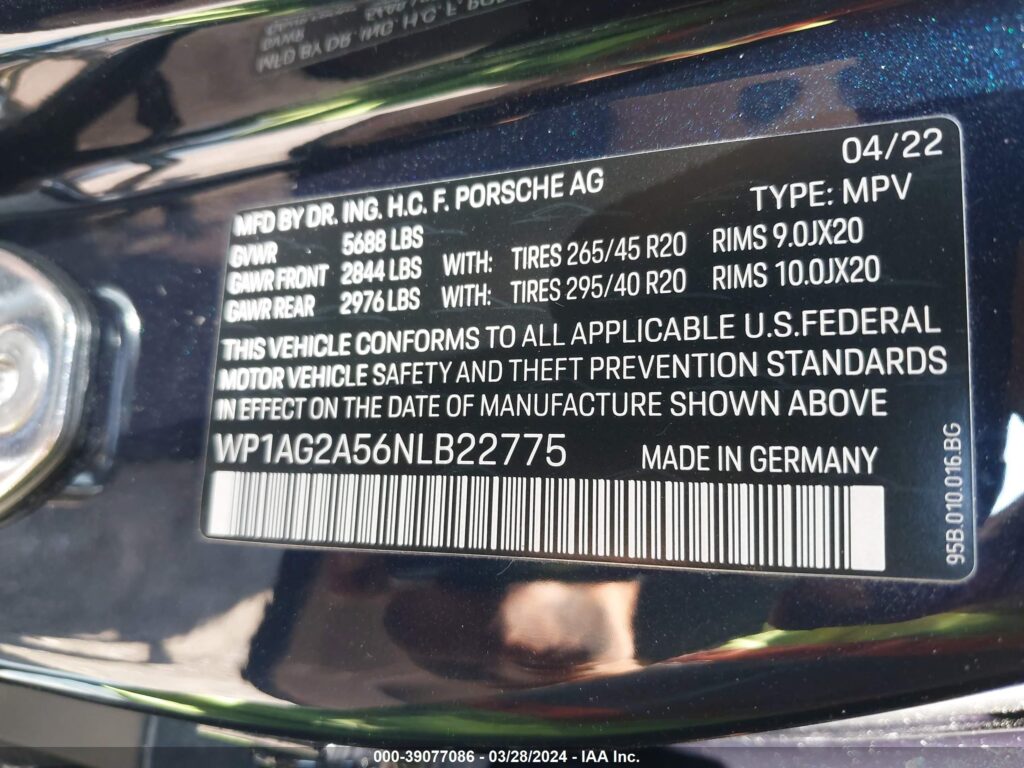 04/22
MFD BY DR. ING. H.C. F. PORSCHE AG
TYPE: MPV
GVWR 5688 LBS
GAWR FRONT 2844 LBS WITH: TIRES 265/45 R20 RIMS 9.0JX20
GAWR REAR 2976 LBS WITH: TIRES 295/40 R20 RIMS 10.0JX20
THIS VEHICLE CONFORMS TO ALL APPLICABLE U.S.FEDERAL
MOTOR VEHICLE SAFETY AND THEFT PREVENTION STANDARDS
IN EFFECT ON THE DATE OF MANUFACTURE SHOWN ABOVE
WP1AG2A56NLB22775 MADE IN GERMANY
95B.010.016.BG
000-39077086 - 03/28/2024 - IAA Inc.